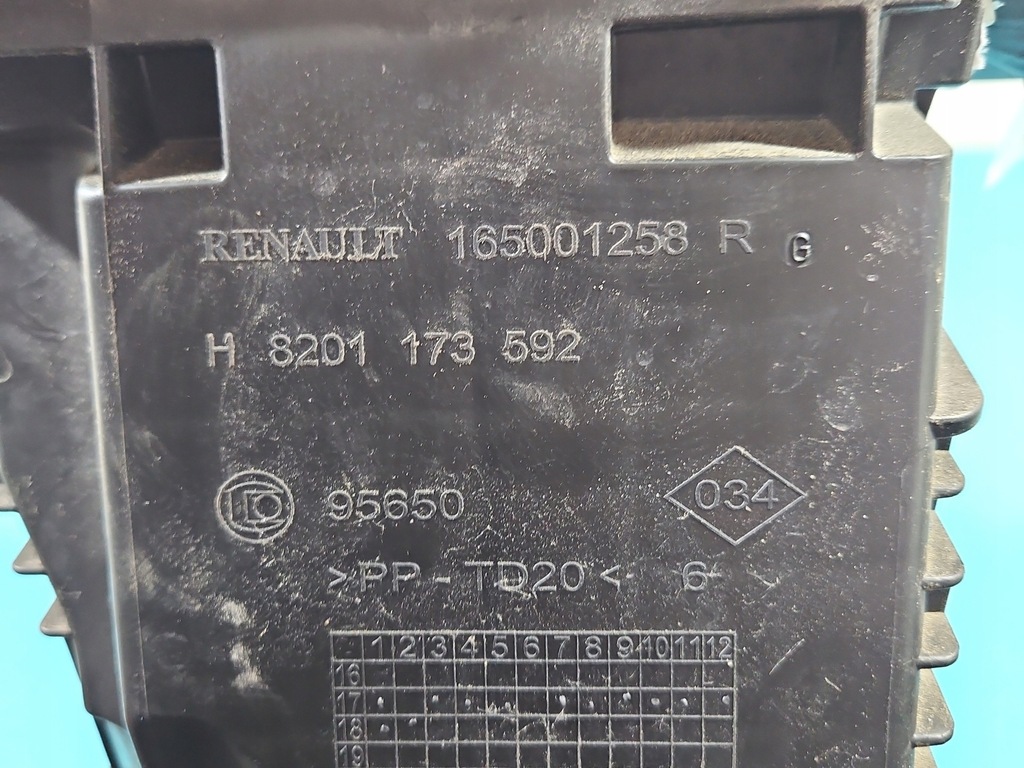 RENAULT 165001258 R G
H 8201 173 592
95650 034
>PP-TD20< 6
1 2 3 4 5 6 7 8 9 10 11 12
16
17
18
19